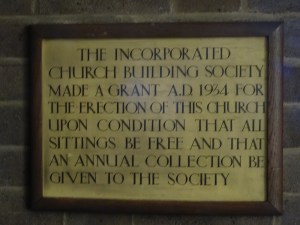 THE INCORPORATED
CHURCH BUILDING SOCIETY
MADE A GRANT A.D. 1934 FOR
THE ERECTION OF THIS CHURCH
UPON CONDITION THAT ALL
SITTINGS BE FREE AND THAT
AN ANNUAL COLLECTION BE
GIVEN TO THE SOCIETY